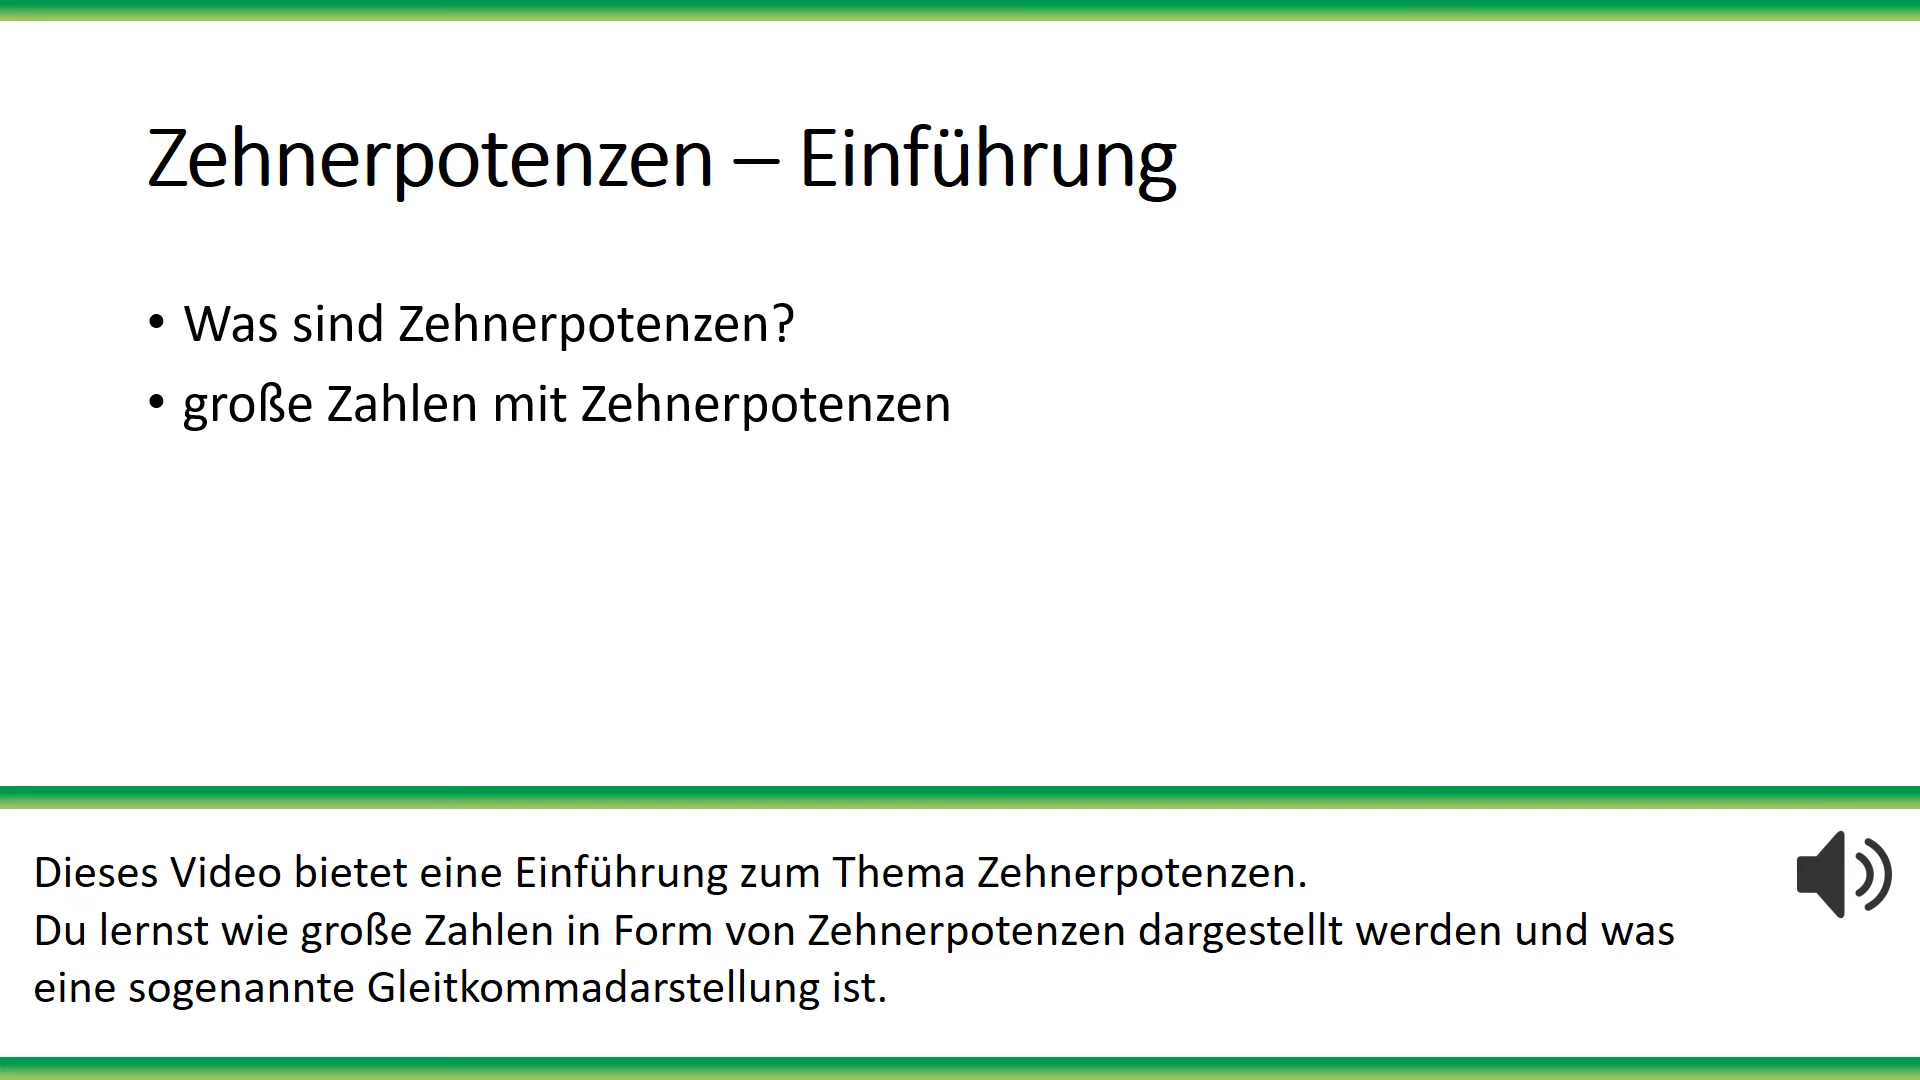 Zehnerpotenzen – Einführung
• Was sind Zehnerpotenzen?
• große Zahlen mit Zehnerpotenzen
Dieses Video bietet eine Einführung zum Thema Zehnerpotenzen.
Du lernst wie große Zahlen in Form von Zehnerpotenzen dargestellt werden und was
eine sogenannte Gleitkommadarstellung ist.